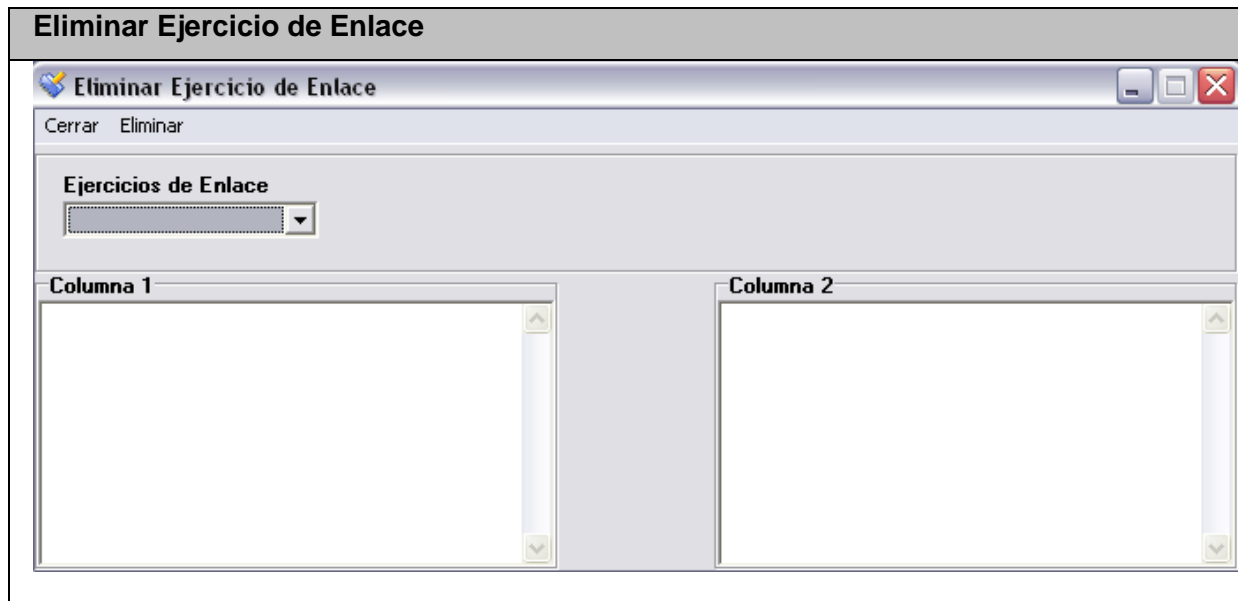 Eliminar Ejercicio de Enlace
Eliminar Ejercicio de Enlace
Cerrar Eliminar
Ejercicios de Enlace
Columna 1 Columna 2